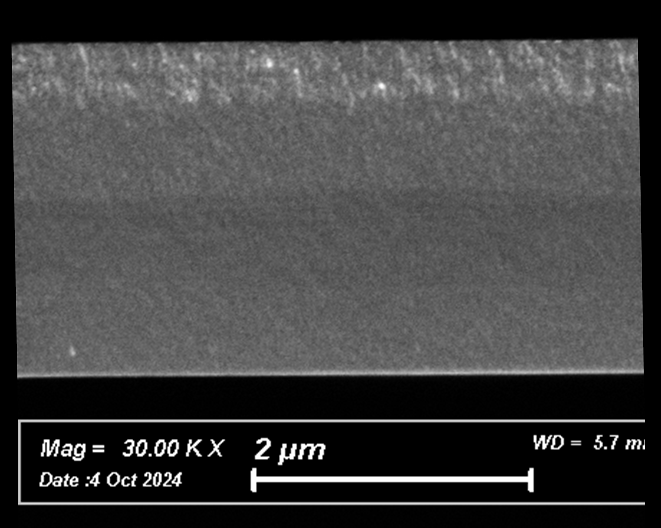 Mag = 30.00 K X 2 µm WD = 5.7
Date :4 Oct 2024